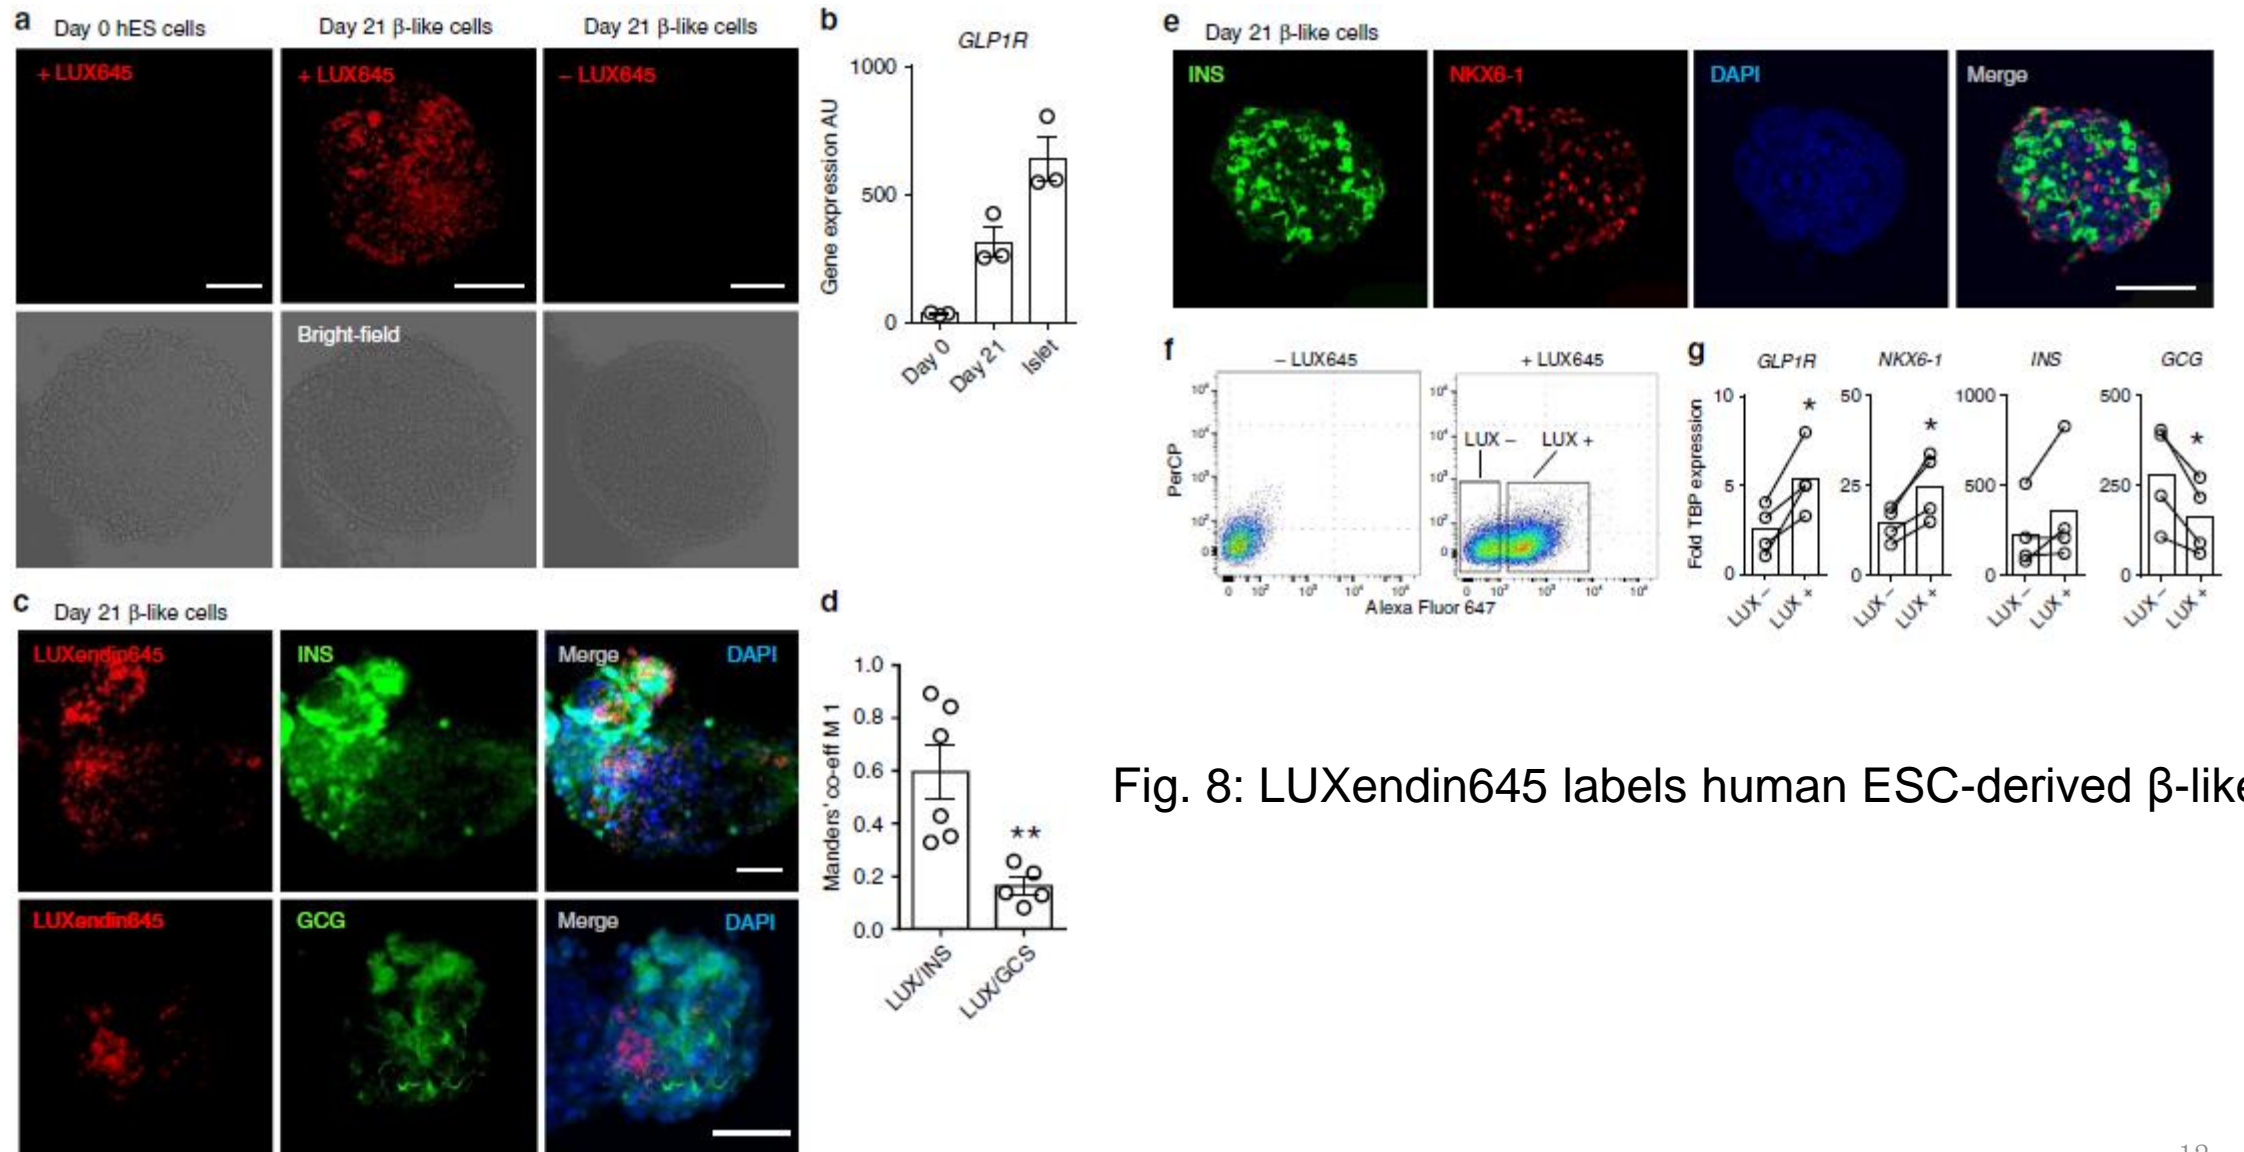 a
Day 0 hES cells
Day 21 β-like cells
Day 21 β-like cells
+ LUX645
+ LUX645
– LUX645
Bright-field
b
GLP1R
Gene expression AU
1000
500
0
Day 0
Day 21
Islet
c
Day 21 β-like cells
LUXendin645
INS
Merge
DAPI
LUXendin645
GCG
Merge
DAPI
d
Manders' co-eff M 1
1.0
0.8
0.6
0.4
0.2
0.0
**
LUX/INS
LUX/GCS
e
Day 21 β-like cells
INS
NKX6-1
DAPI
Merge
f
– LUX645
+ LUX645
PerCP
LUX –
LUX +
Alexa Fluor 647
g
GLP1R
NKX6-1
INS
GCG
Fold TBP expression
10
5
0
*
LUX –
LUX +
50
25
0
*
LUX –
LUX +
1000
500
0
LUX –
LUX +
500
250
0
*
LUX –
LUX +
Fig. 8: LUXendin645 labels human ESC-derived β-like